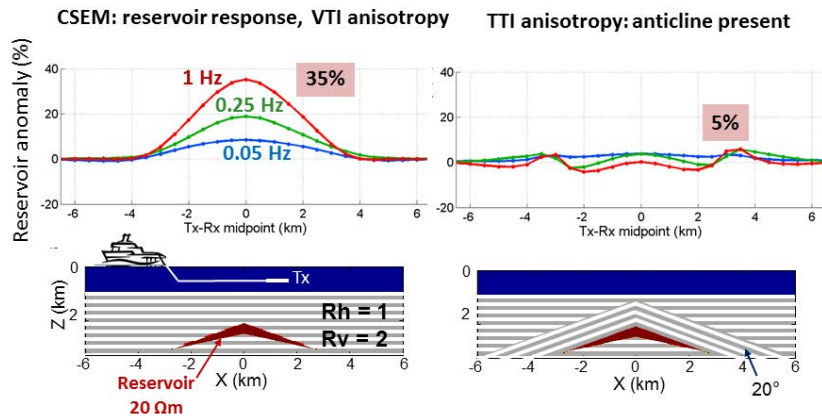 CSEM: reservoir response, VTI anisotropy
TTI anisotropy: anticline present
Reservoir anomaly (%)
40
20
0
-20
1 Hz
35%
0.25 Hz
0.05 Hz
-6 -4 -2 0 2 4 6
Tx-Rx midpoint (km)
40
20
0
-20
5%
-6 -4 -2 0 2 4 6
Tx-Rx midpoint (km)
Z (km)
0
2
Tx
Rh = 1
Rv = 2
-6 -4 -2 0 2 4 6
X (km)
Reservoir
20 Ωm
0
2
-6 -4 -2 0 2 4 6
X (km)
20°